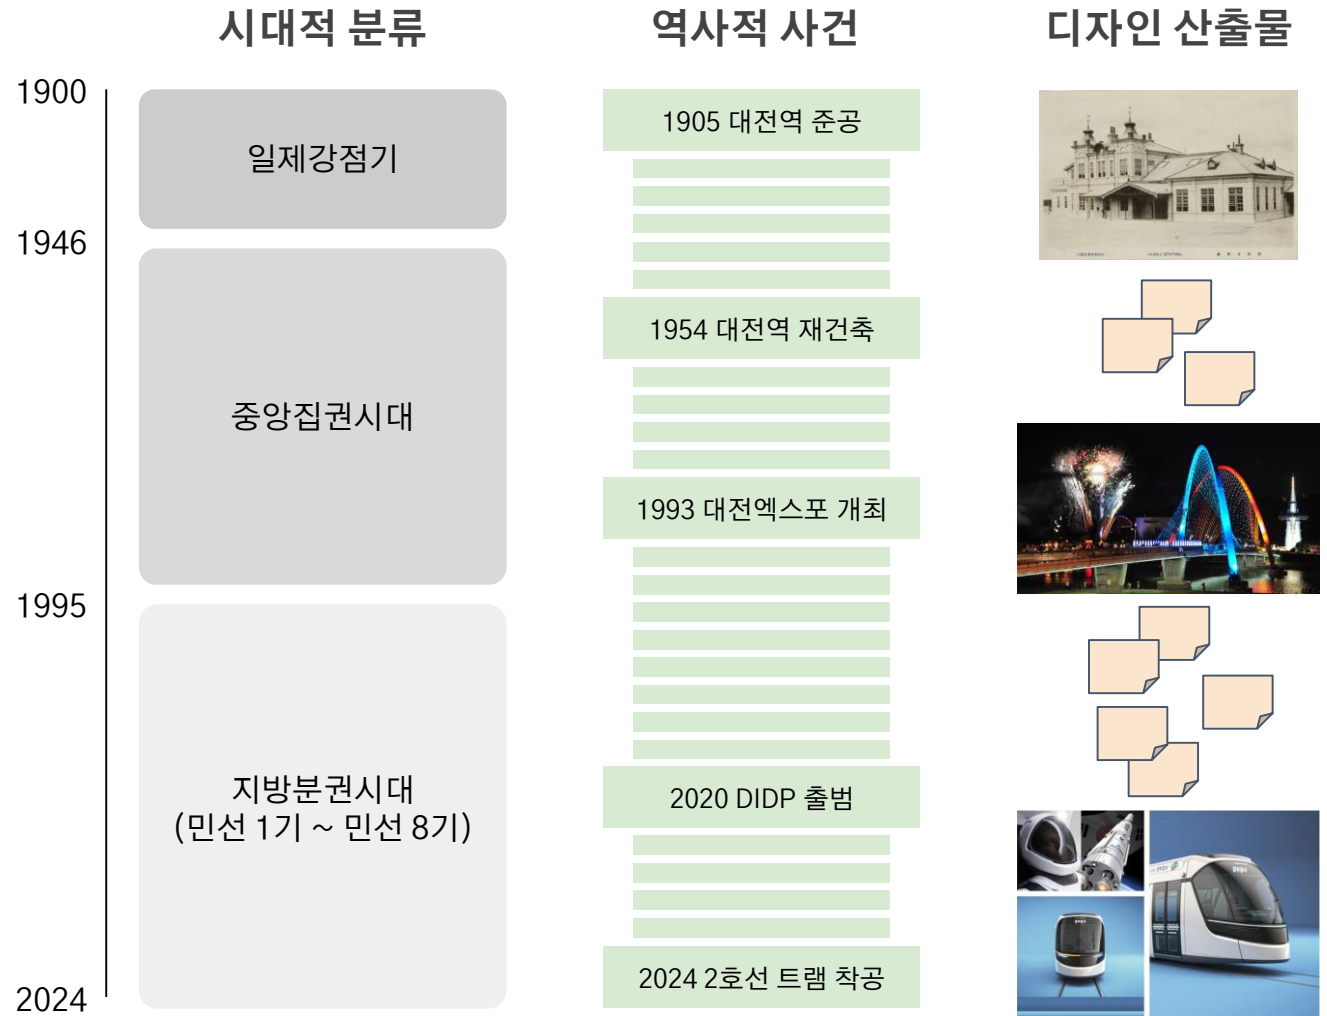 시대적 분류
역사적 사건
디자인 산출물
1900
1946
1995
2024
일제강점기
중앙집권시대
지방분권시대
(민선 1기 ~ 민선 8기)
1905 대전역 준공
1954 대전역 재건축
1993 대전엑스포 개최
2020 DIDP 출범
2024 2호선 트램 착공